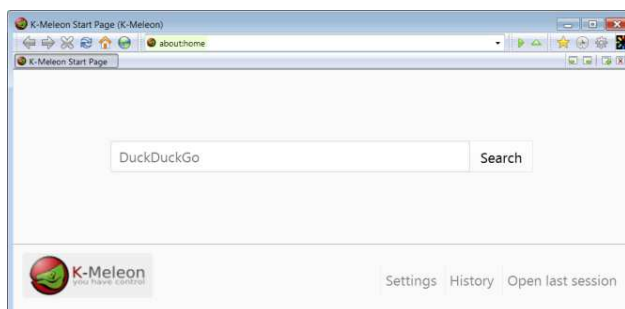 K-Meleon Start Page (K-Meleon)
about:home
K-Meleon Start Page
DuckDuckGo Search
K-Meleon
you have control
Settings History Open last session